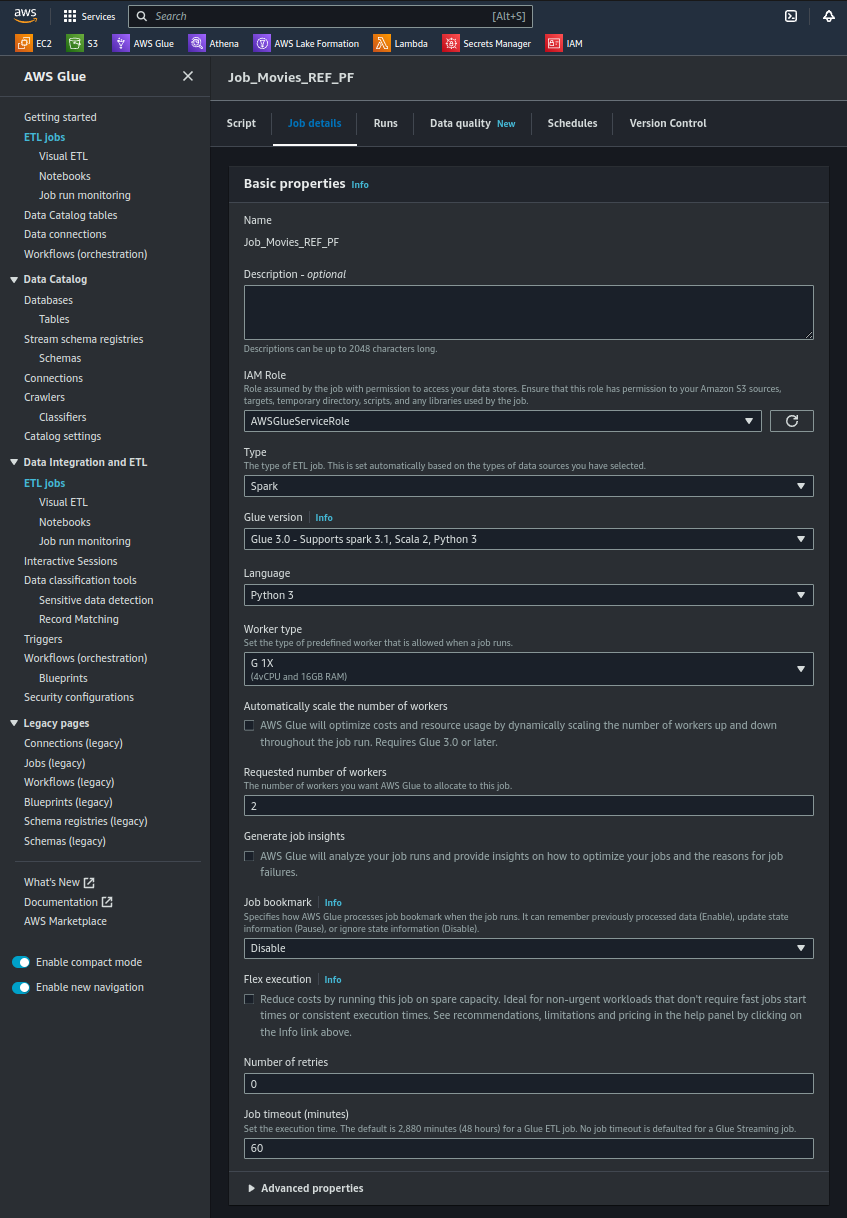 aws
Services
Search
[Alt+S]
EC2
S3
AWS Glue
Athena
AWS Lake Formation
Lambda
Secrets Manager
IAM
AWS Glue
Getting started
ETL jobs
Visual ETL
Notebooks
Job run monitoring
Data Catalog tables
Data connections
Workflows (orchestration)
Data Catalog
Databases
Tables
Stream schema registries
Schemas
Connections
Crawlers
Classifiers
Catalog settings
Data Integration and ETL
ETL jobs
Visual ETL
Notebooks
Job run monitoring
Interactive Sessions
Data classification tools
Sensitive data detection
Record Matching
Triggers
Workflows (orchestration)
Blueprints
Security configurations
Legacy pages
Connections (legacy)
Jobs (legacy)
Workflows (legacy)
Blueprints (legacy)
Schema registries (legacy)
Schemas (legacy)
What's New
Documentation
AWS Marketplace
Enable compact mode
Enable new navigation
Job_Movies_REF_PF
Script
Job details
Runs
Data quality New
Schedules
Version Control
Basic properties Info
Name
Job_Movies_REF_PF
Description - optional
Descriptions can be up to 2048 characters long.
IAM Role
Role assumed by the job with permission to access your data stores. Ensure that this role has permission to your Amazon S3 sources,
targets, temporary directory, scripts, and any libraries used by the job.
AWSGlueServiceRole
Type
The type of ETL job. This is set automatically based on the types of data sources you have selected.
Spark
Glue version Info
Glue 3.0 - Supports spark 3.1, Scala 2, Python 3
Language
Python 3
Worker type
Set the type of predefined worker that is allowed when a job runs.
G 1X
(4vCPU and 16GB RAM)
Automatically scale the number of workers
AWS Glue will optimize costs and resource usage by dynamically scaling the number of workers up and down
throughout the job run. Requires Glue 3.0 or later.
Requested number of workers
The number of workers you want AWS Glue to allocate to this job.
2
Generate job insights
AWS Glue will analyze your job runs and provide insights on how to optimize your jobs and the reasons for job
failures.
Job bookmark Info
Specifies how AWS Glue processes job bookmark when the job runs. It can remember previously processed data (Enable), update state
information (Pause), or ignore state information (Disable).
Disable
Flex execution Info
Reduce costs by running this job on spare capacity. Ideal for non-urgent workloads that don't require fast jobs start
times or consistent execution times. See recommendations, limitations and pricing in the help panel by clicking on
the Info link above.
Number of retries
0
Job timeout (minutes)
Set the execution time. The default is 2,880 minutes (48 hours) for a Glue ETL job. No job timeout is defaulted for a Glue Streaming job.
60
Advanced properties